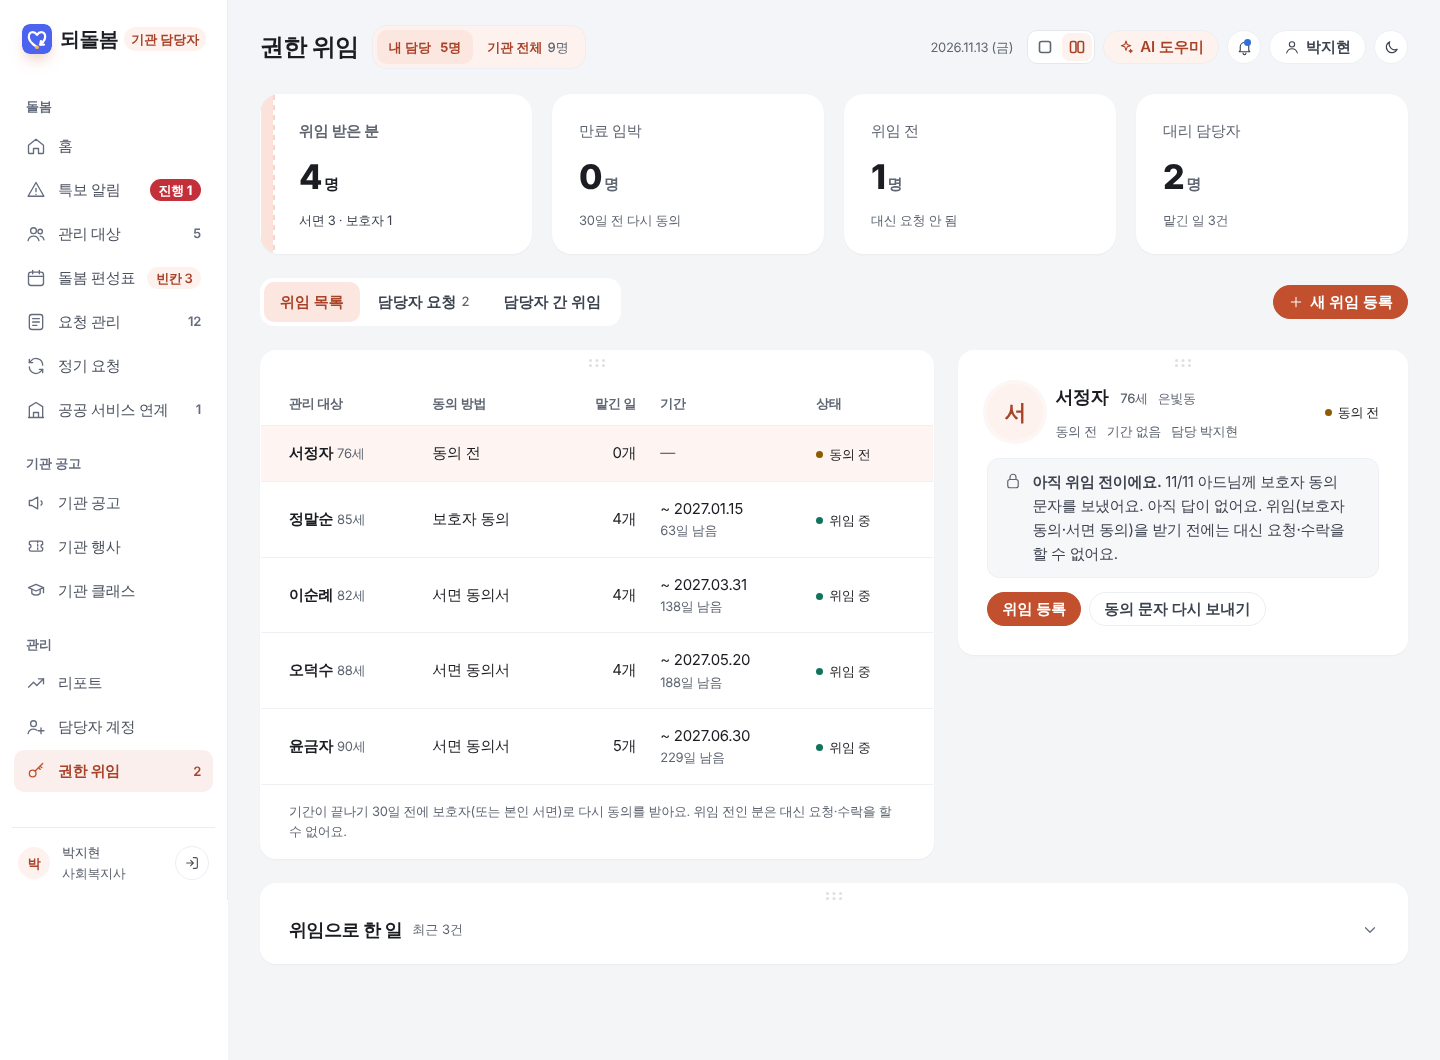 되돌봄 기관 담당자
돌봄
홈
특보 알림 진행 1
관리 대상 5
돌봄 편성표 빈칸 3
요청 관리 12
정기 요청
공공 서비스 연계 1
기관 공고
기관 공고
기관 행사
기관 클래스
관리
리포트
담당자 계정
권한 위임 2
박 박지현
사회복지사
권한 위임 내 담당 5명 기관 전체 9명 2026.11.13 (금) AI 도우미 박지현
위임 받은 분
4명
서면 3 · 보호자 1
만료 임박
0명
30일 전 다시 동의
위임 전
1명
대신 요청 안 됨
대리 담당자
2명
맡긴 일 3건
위임 목록 담당자 요청 2 담당자 간 위임 + 새 위임 등록
관리 대상 동의 방법 맡긴 일 기간 상태
서정자 76세 동의 전 0개 — 동의 전
정말순 85세 보호자 동의 4개 ~ 2027.01.15 위임 중
63일 남음
이순례 82세 서면 동의서 4개 ~ 2027.03.31 위임 중
138일 남음
오덕수 88세 서면 동의서 4개 ~ 2027.05.20 위임 중
188일 남음
윤금자 90세 서면 동의서 5개 ~ 2027.06.30 위임 중
229일 남음
기간이 끝나기 30일 전에 보호자(또는 본인 서면)로 다시 동의를 받아요. 위임 전인 분은 대신 요청·수락을 할
수 없어요.
서 서정자 76세 은빛동 동의 전
동의 전 기간 없음 담당 박지현
아직 위임 전이에요. 11/11 아드님께 보호자 동의
문자를 보냈어요. 아직 답이 없어요. 위임(보호자
동의·서면 동의)을 받기 전에는 대신 요청·수락을
할 수 없어요.
위임 등록 동의 문자 다시 보내기
위임으로 한 일 최근 3건